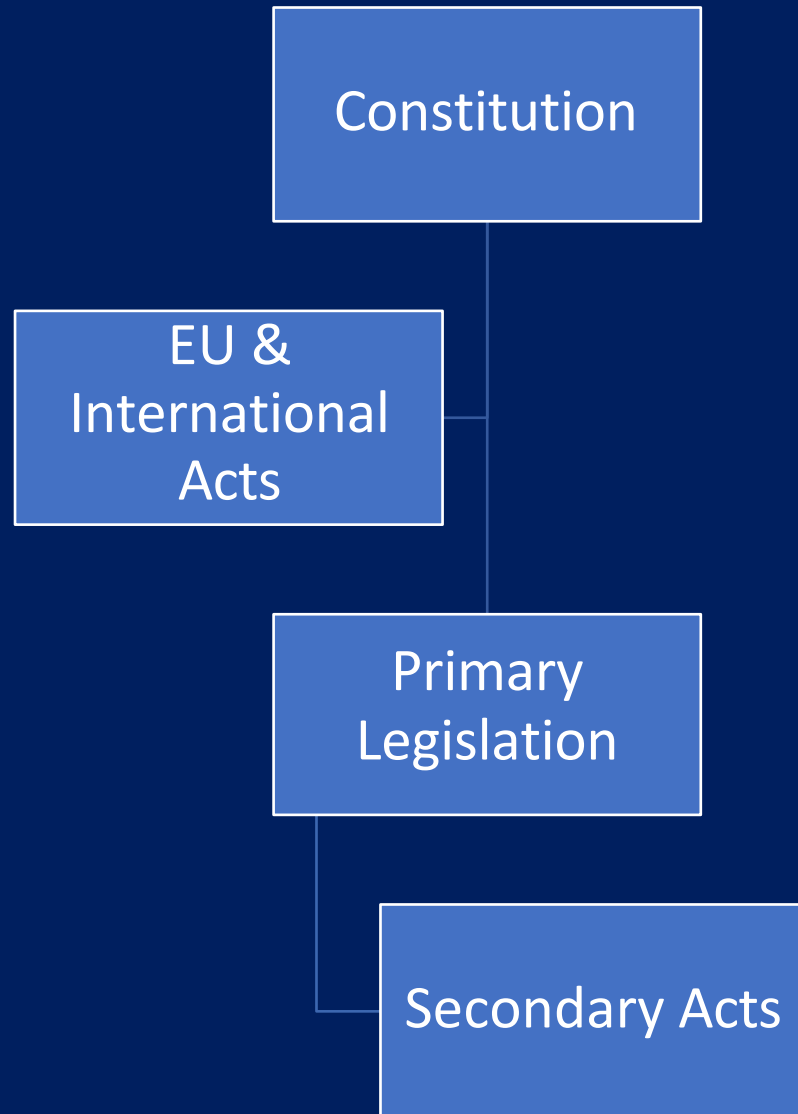 Constitution
EU &
International
Acts
Primary
Legislation
Secondary Acts